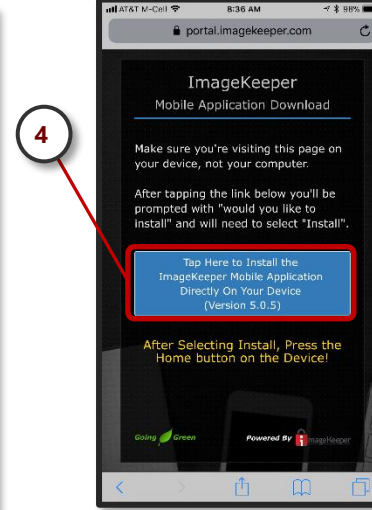 AT&T M-Cell 8:36 AM 98%
portal.imagekeeper.com
ImageKeeper
Mobile Application Download
Make sure you're visiting this page on
your device, not your computer.
After tapping the link below you'll be
prompted with "would you like to
install" and will need to select "Install".
4
Tap Here to Install the
ImageKeeper Mobile Application
Directly On Your Device
(Version 5.0.5)
After Selecting Install, Press the
Home button on the Device!
Going Green Powered By ImageKeeper